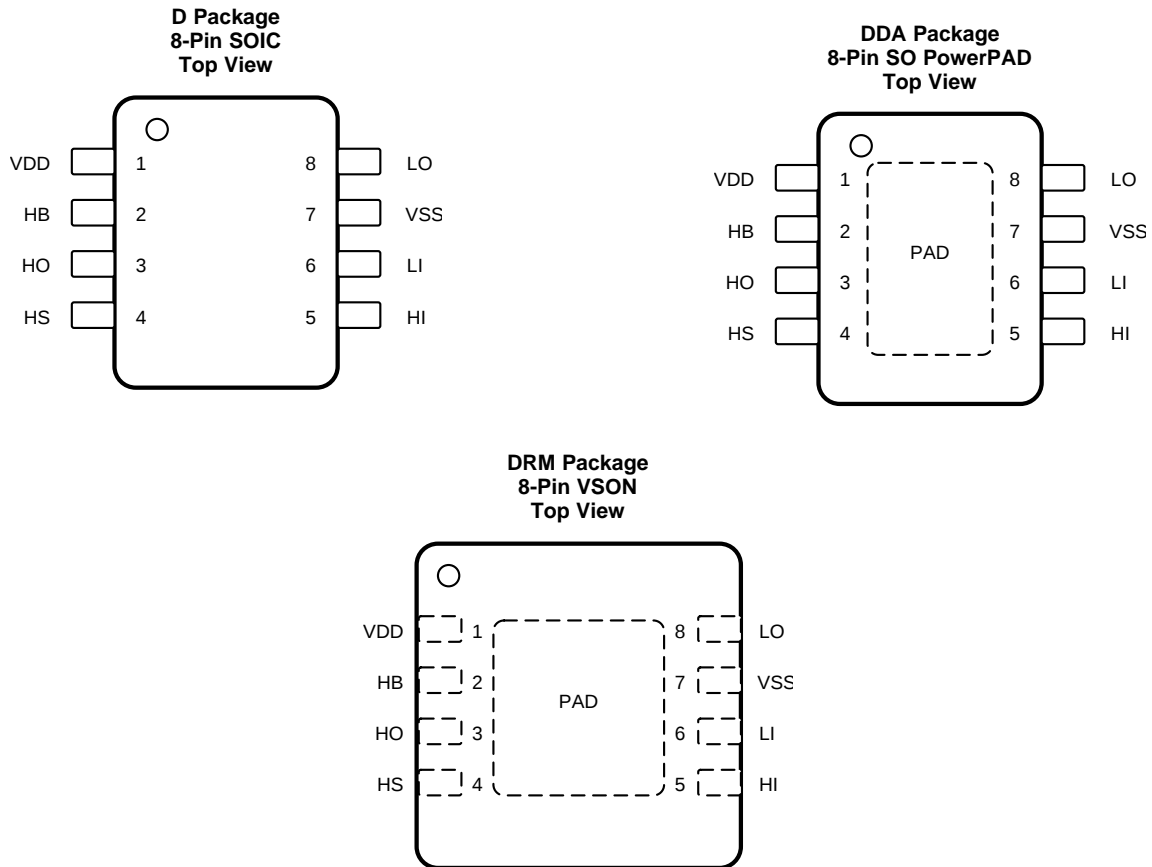 D Package
8-Pin SOIC
Top View
VDD 1 8 LO
HB 2 7 VSS
HO 3 6 LI
HS 4 5 HI
DDA Package
8-Pin SO PowerPAD
Top View
VDD 1 8 LO
HB 2 7 VSS
PAD
HO 3 6 LI
HS 4 5 HI
DRM Package
8-Pin VSON
Top View
VDD 1 8 LO
HB 2 7 VSS
PAD
HO 3 6 LI
HS 4 5 HI